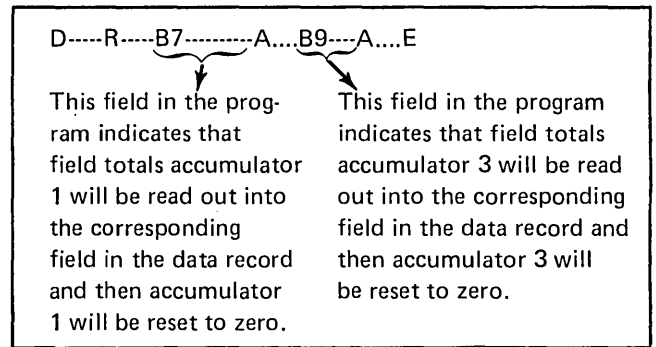 D-----R-----B7----------A....B9----A....E
This field in the prog-
ram indicates that
field totals accumulator
1 will be read out into
the corresponding
field in the data record
and then accumulator
1 will be reset to zero.
This field in the program
indicates that field totals
accumulator 3 will be read
out into the corresponding
field in the data record and
then accumulator 3 will
be reset to zero.